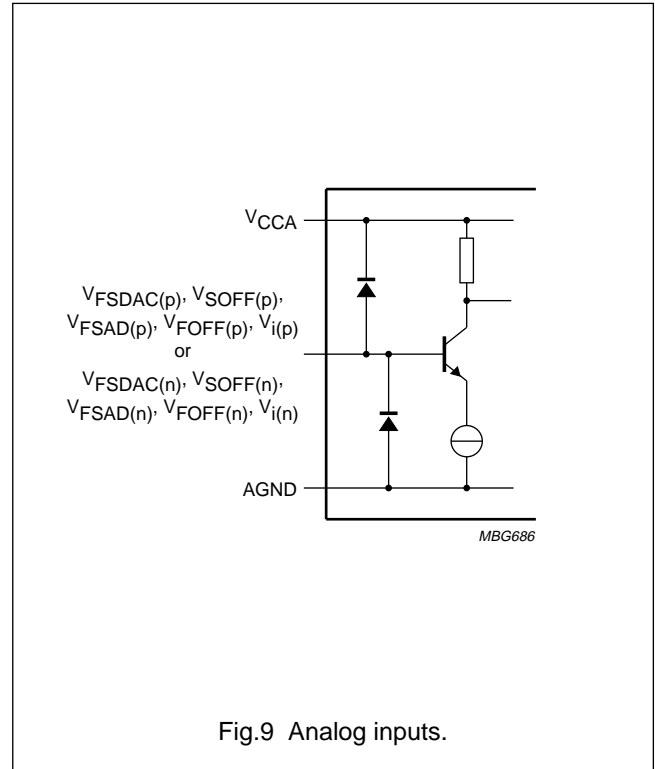 VCCA
VFSDAC(p), VSOFF(p),
VFSAD(p), VFOFF(p), Vi(p)
or
VFSDAC(n), VSOFF(n),
VFSAD(n), VFOFF(n), Vi(n)
AGND
MBG686
Fig.9 Analog inputs.